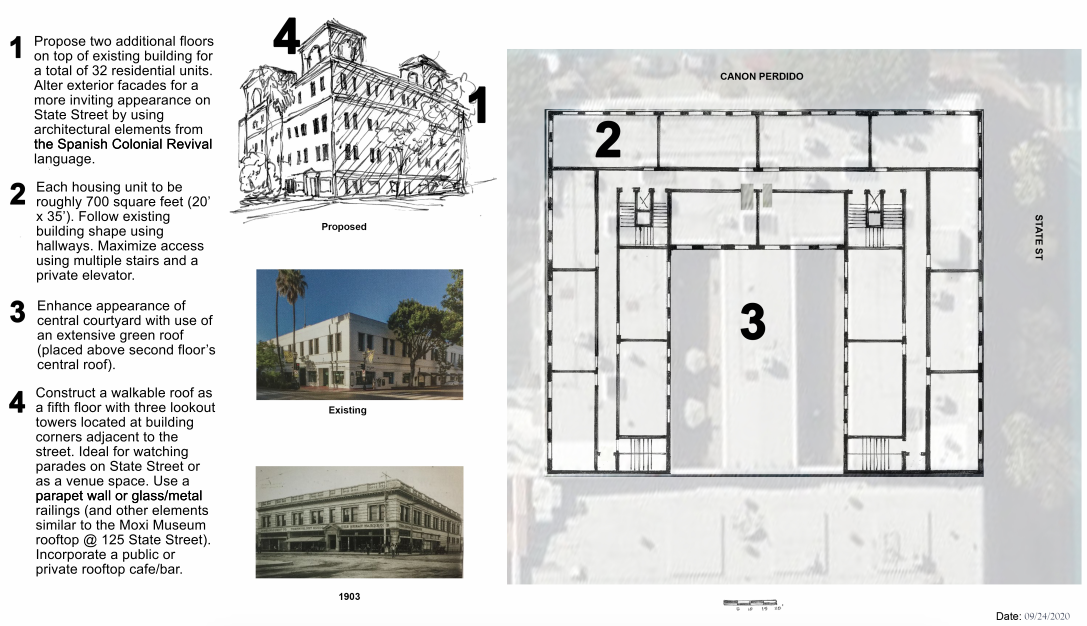 1
Propose two additional floors
on top of existing building for
a total of 32 residential units.
Alter exterior facades for a
more inviting appearance on
State Street by using
architectural elements from
the Spanish Colonial Revival
language.
2
Each housing unit to be
roughly 700 square feet (20'
x 35'). Follow existing
building shape using
hallways. Maximize access
using multiple stairs and a
private elevator.
3
Enhance appearance of
central courtyard with use of
an extensive green roof
(placed above second floor's
central roof).
4
Construct a walkable roof as
a fifth floor with three lookout
towers located at building
corners adjacent to the
street. Ideal for watching
parades on State Street or
as a venue space. Use a
parapet wall or glass/metal
railings (and other elements
similar to the Moxi Museum
rooftop @ 125 State Street).
Incorporate a public or
private rooftop cafe/bar.
4
1
Proposed
Existing
1903
CANON PERDIDO
2
3
STATE ST
Date: 09/24/2020